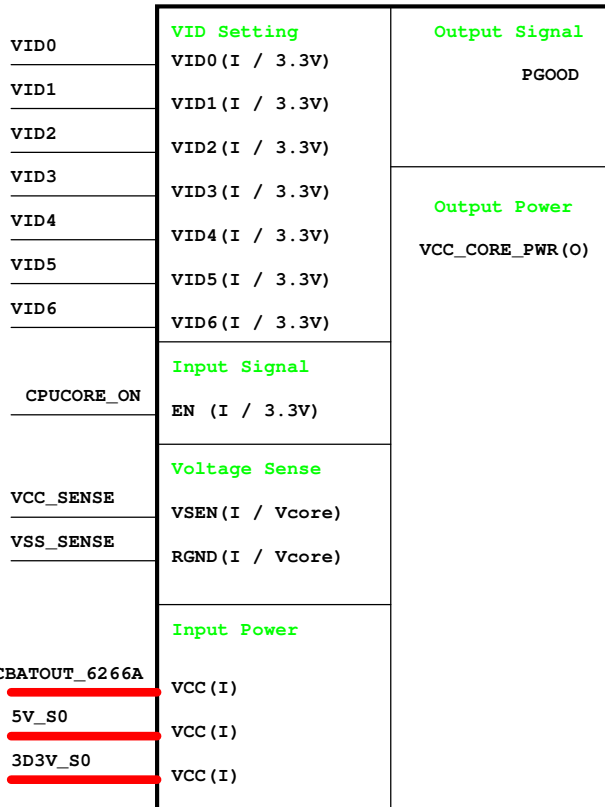 VID0
VID1
VID2
VID3
VID4
VID5
VID6
CPUCORE_ON
VCC_SENSE
VSS_SENSE
CBATOUT_6266A
5V_S0
3D3V_S0
VID Setting
VID0(I / 3.3V)
VID1(I / 3.3V)
VID2(I / 3.3V)
VID3(I / 3.3V)
VID4(I / 3.3V)
VID5(I / 3.3V)
VID6(I / 3.3V)
Input Signal
EN (I / 3.3V)
Voltage Sense
VSEN(I / Vcore)
RGND(I / Vcore)
Input Power
VCC(I)
VCC(I)
VCC(I)
Output Signal
PGOOD
Output Power
VCC_CORE_PWR(O)